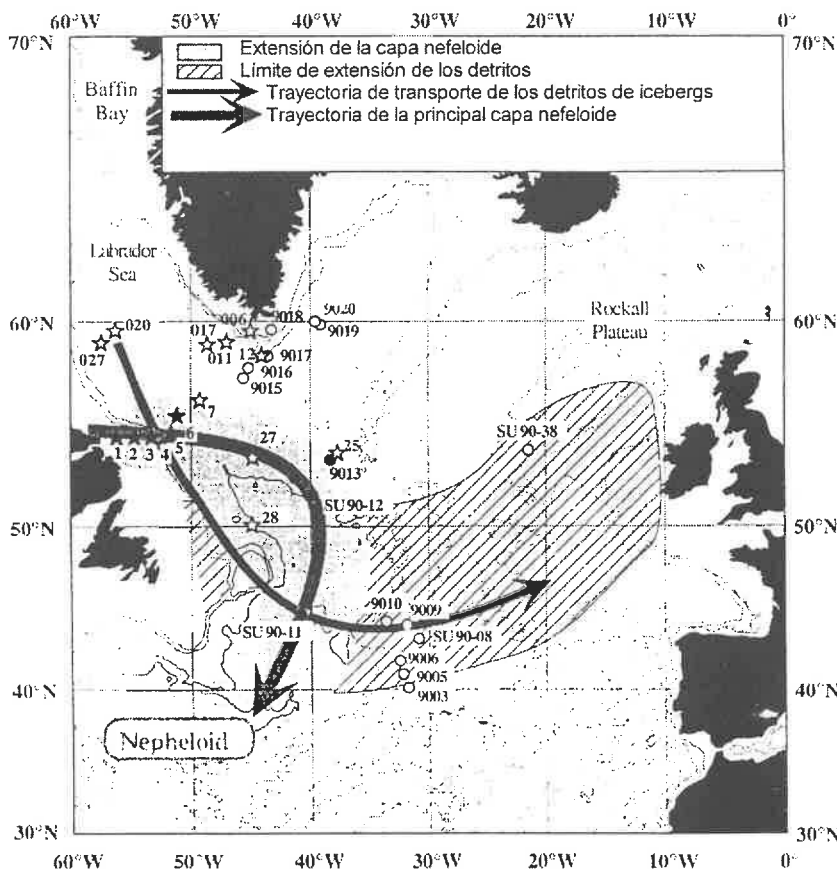 60°W 50°W 40°W 30°W 20°W 10°W 0°
70°N 70°N
Extensión de la capa nefeloide
Límite de extensión de los detritos
Trayectoria de transporte de los detritos de icebergs
Trayectoria de la principal capa nefeloide
Baffin
Bay
Labrador
Sea
Rockall
Plateau
60°N 60°N
020
027
017
011
006
9018
9020
9019
12
9017
9016
9015
7
1 2 3 4 5 6
27
25
9013
SU 90-38
SU 90-12
50°N 50°N
28
9010 9009
SU 90-11
SU 90-08
9006
9005
9003
40°N 40°N
Nepheloid
30°N 30°N
60°W 50°W 40°W 30°W 20°W 10°W 0°